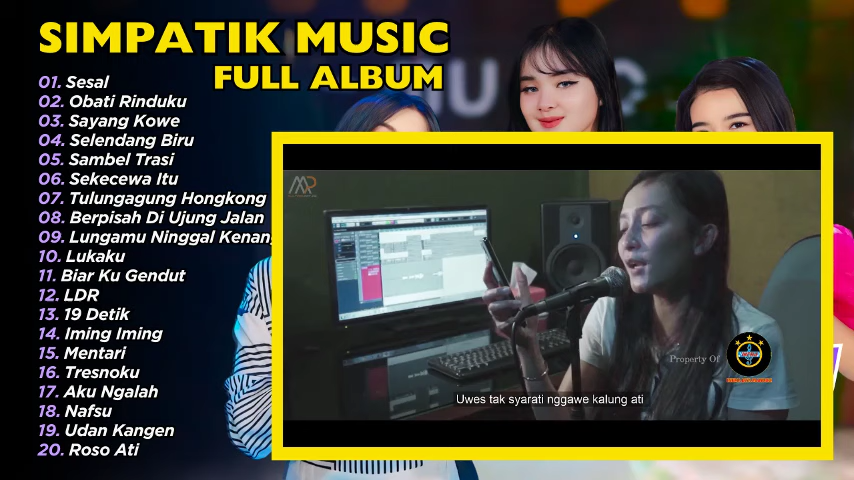 SIMPATIK MUSIC
FULL ALBUM
01. Sesal
02. Obati Rinduku
03. Sayang Kowe
04. Selendang Biru
05. Sambel Trasi
06. Sekecewa Itu
07. Tulungagung Hongkong
08. Berpisah Di Ujung Jalan
09. Lungamu Ninggal Kenan
10. Lukaku
11. Biar Ku Gendut
12. LDR
13. 19 Detik
14. Iming Iming
15. Mentari
16. Tresnoku
17. Aku Ngalah
18. Nafsu
19. Udan Kangen
20. Roso Ati
Property Of
Uwes tak syarati nggawe kalung ati